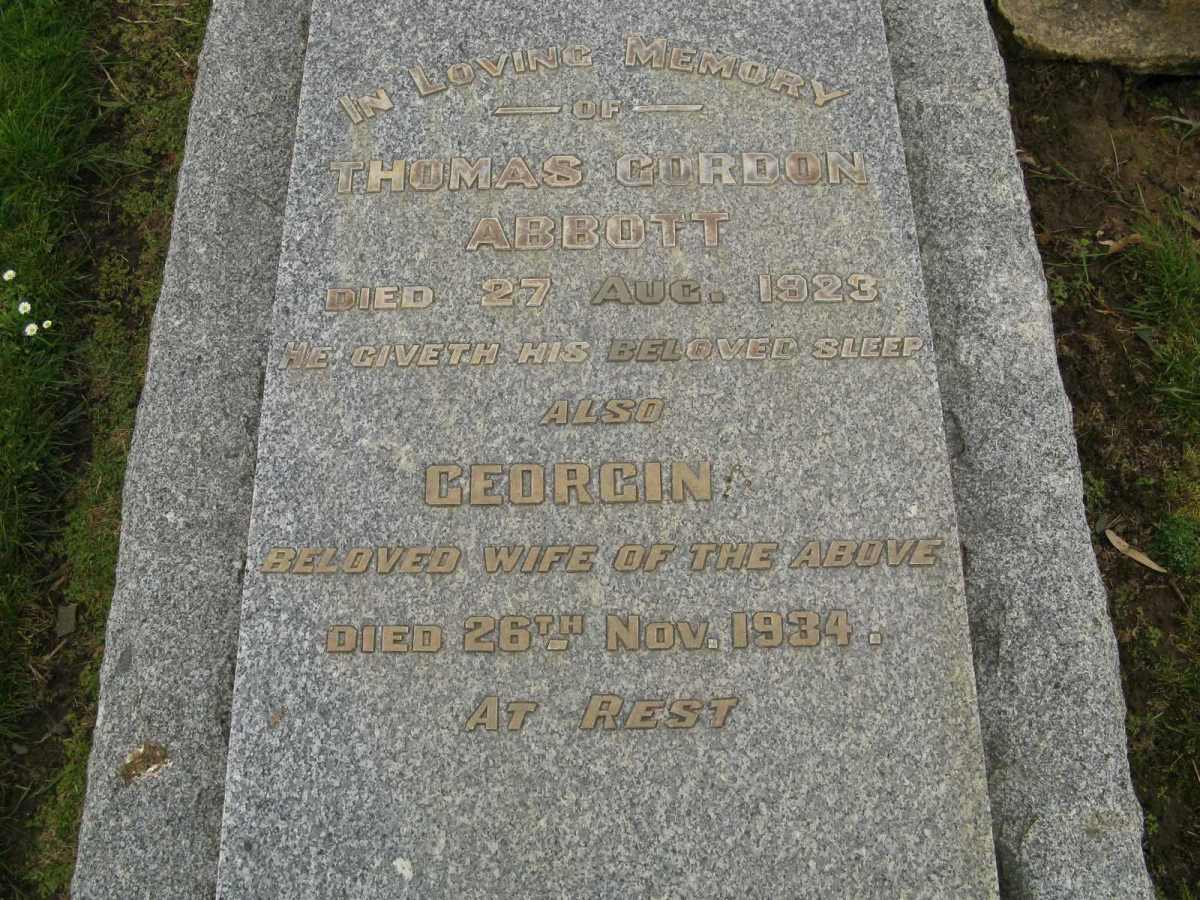 In Loving Memory
OF
THOMAS GORDON
ABBOTT
DIED 27 AUG. 1923
HE GIVETH HIS BELOVED SLEEP
ALSO
GEORGIN
BELOVED WIFE OF THE ABOVE
DIED 26TH NOV. 1934.
AT REST